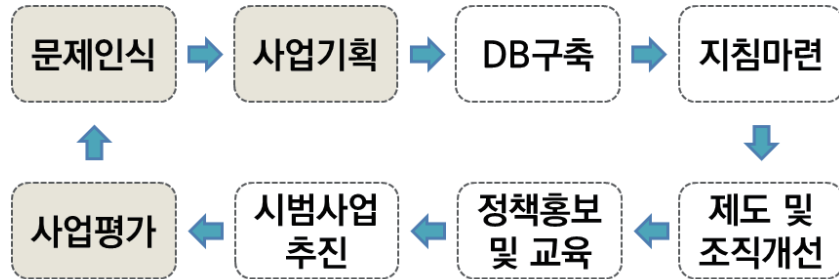 문제인식
사업기획
DB구축
지침마련
제도 및
조직개선
정책홍보
및 교육
시범사업
추진
사업평가